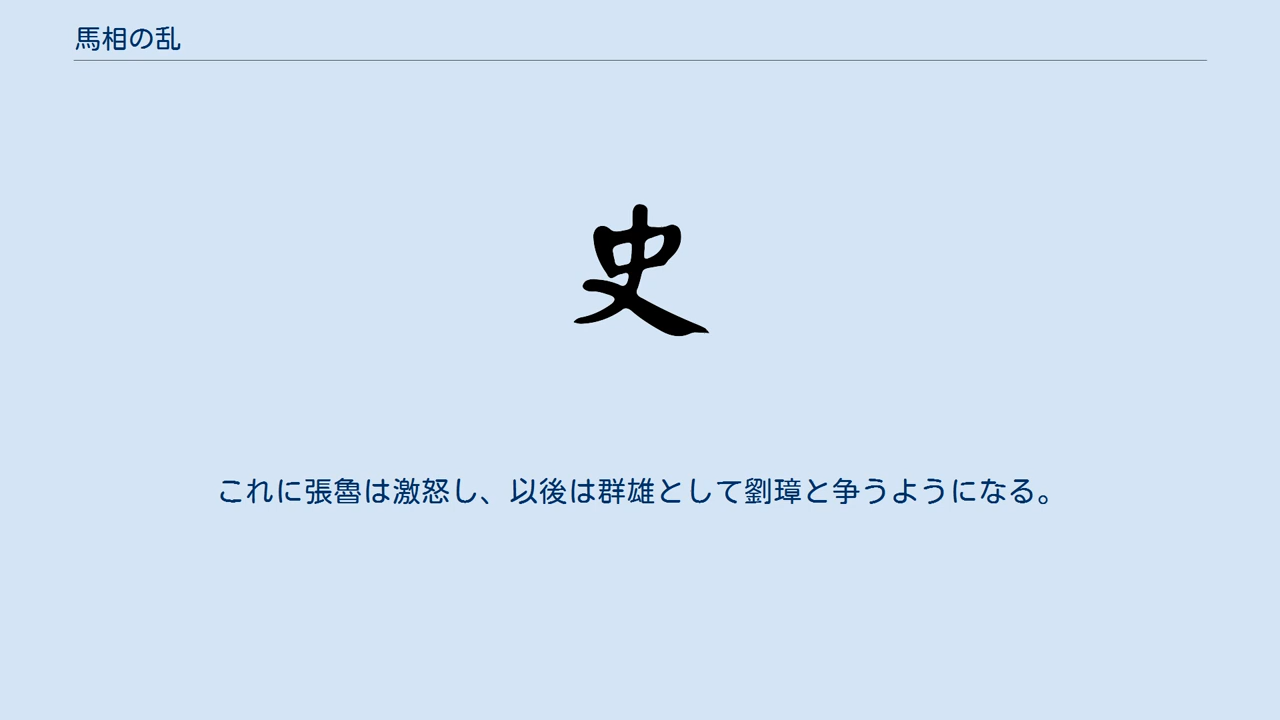 馬相の乱
史
これに張魯は激怒し、以後は群雄として劉璋と争うようになる。